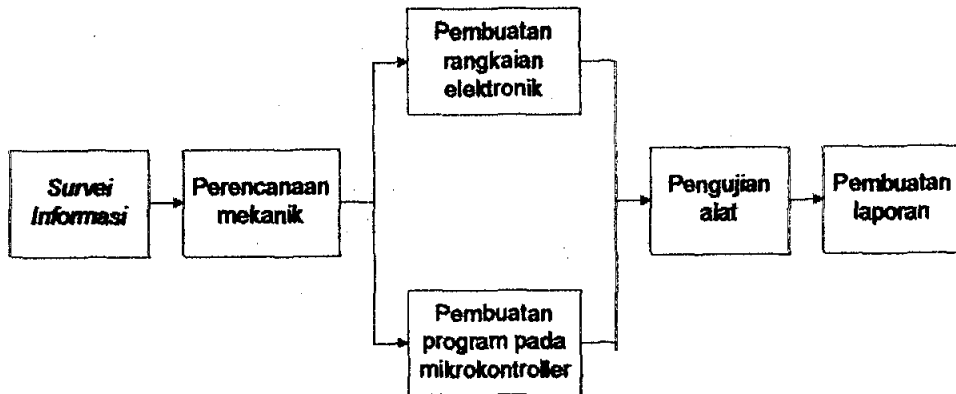 Survei
Informasi
Perencanaan
mekanik
Pembuatan
rangkaian
elektronik
Pembuatan
program pada
mikrokontroller
Pengujian
alat
Pembuatan
laporan